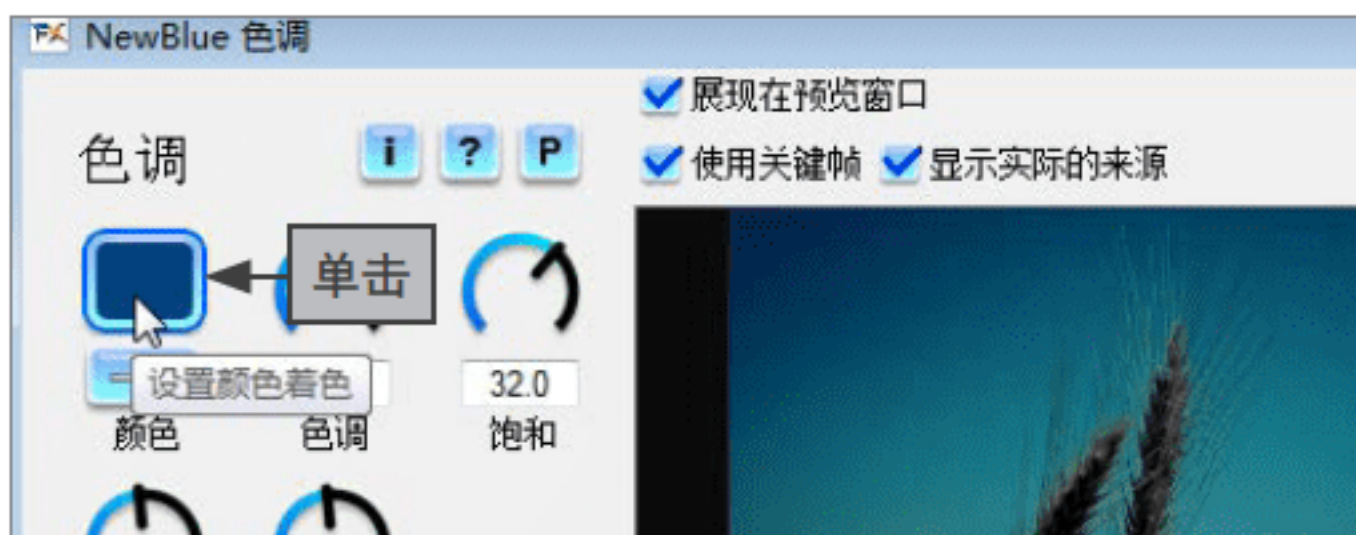 FX NewBlue 色调
展现在预览窗口
色调 i ? P
使用关键帧 显示实际的来源
单击
设置颜色着色
32.0
颜色 色调 饱和